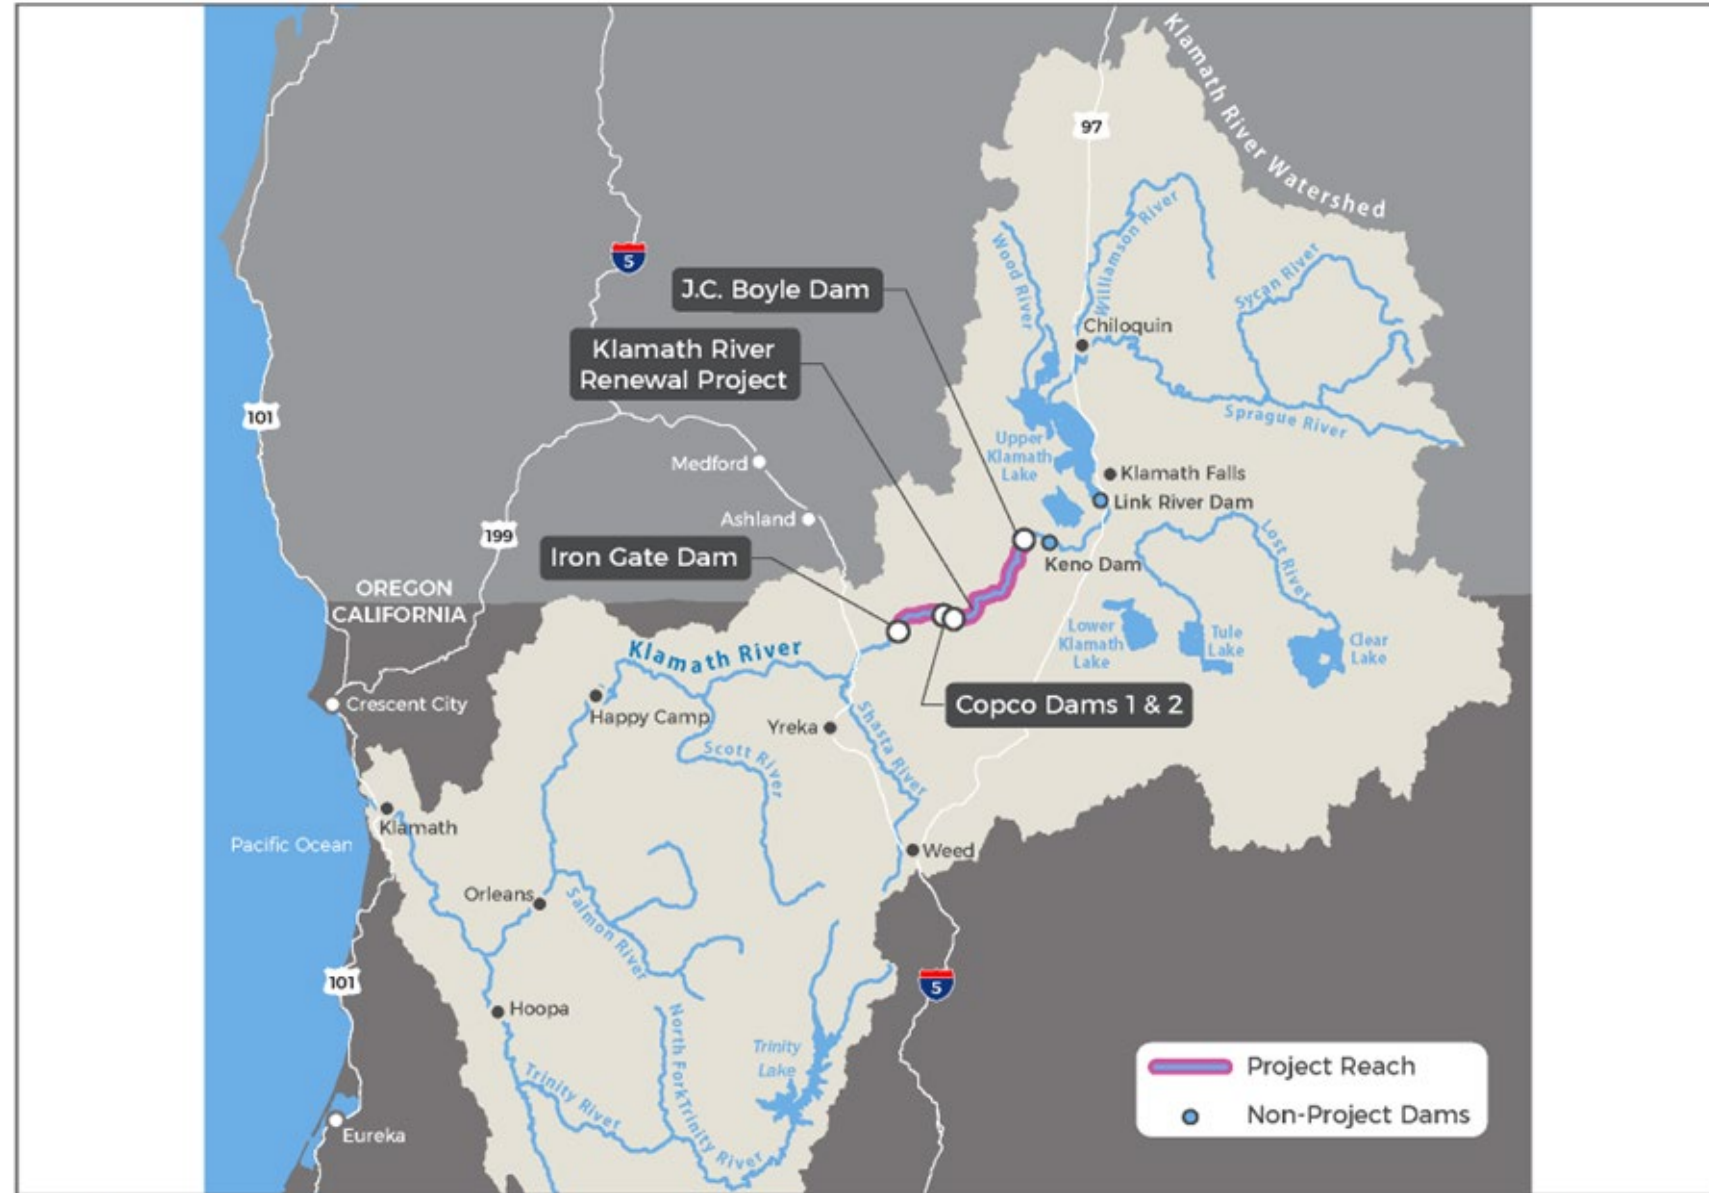 Klamath River Watershed
97
5
Wood River
Williamson River
Sycan River
J.C. Boyle Dam
Chiloquin
Klamath River
Renewal Project
101
Sprague River
Upper
Klamath
Lake
Medford
Klamath Falls
Link River Dam
Ashland
199
Lost River
Iron Gate Dam
Keno Dam
OREGON
CALIFORNIA
Klamath River
Lower
Klamath
Lake
Tule
Lake
Clear
Lake
Crescent City
Happy Camp
Copco Dams 1 & 2
Yreka
Shasta River
Scott River
Klamath
Pacific Ocean
Weed
Orleans
Salmon River
101
5
Hoopa
North Fork Trinity River
Trinity
Lake
Trinity River
Eureka
Project Reach
Non-Project Dams